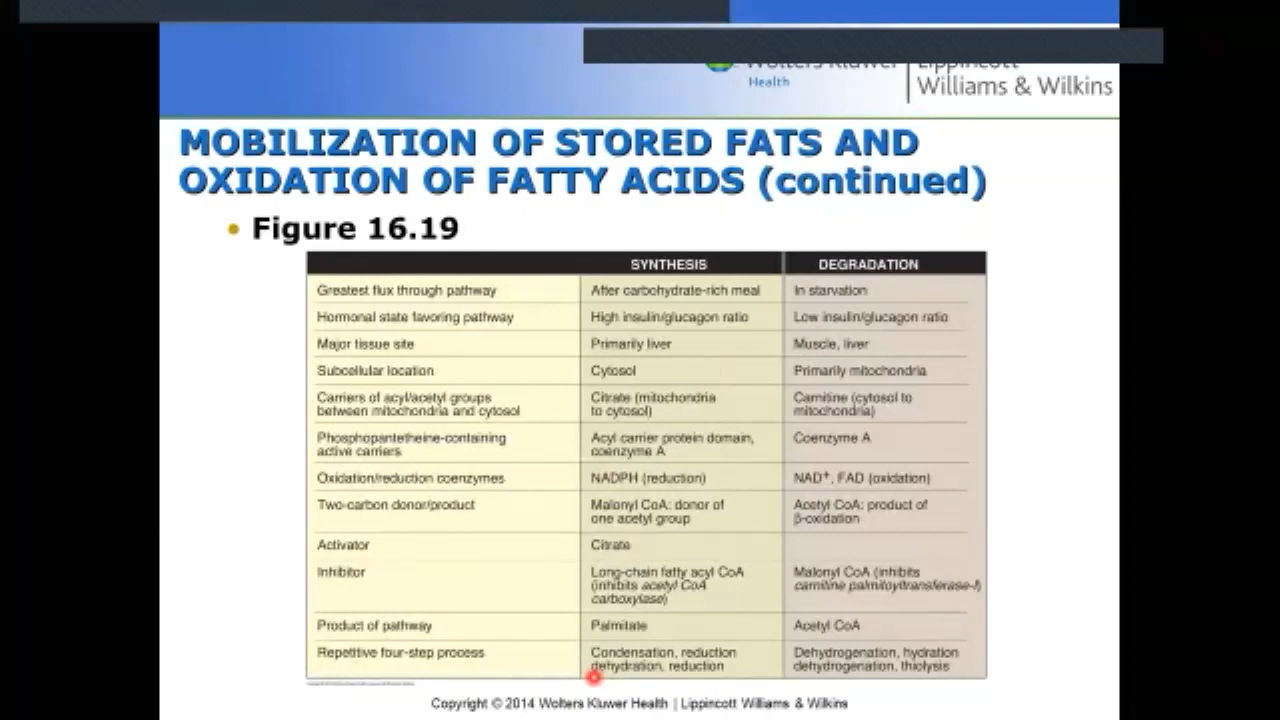 Health
Williams & Wilkins
MOBILIZATION OF STORED FATS AND
OXIDATION OF FATTY ACIDS (continued)
• Figure 16.19
SYNTHESIS DEGRADATION
Greatest flux through pathway After carbohydrate-rich meal In starvation
Hormonal state favoring pathway High insulin/glucagon ratio Low insulin/glucagon ratio
Major tissue site Primarily liver Muscle, liver
Subcellular location Cytosol Primarily mitochondria
Carriers of acyl/acetyl groups Citrate (mitochondria Carnitine (cytosol to
between mitochondria and cytosol to cytosol) mitochondria)
Phosphopantetheine-containing Acyl carrier protein domain, Coenzyme A
active carriers coenzyme A
Oxidation/reduction coenzymes NADPH (reduction) NAD⁺, FAD (oxidation)
Two-carbon donor/product Malonyl CoA: donor of Acetyl CoA: product of
one acetyl group β-oxidation
Activator Citrate
Inhibitor Long-chain fatty acyl CoA Malonyl CoA (inhibits
(inhibits acetyl CoA carnitine palmitoyltransferase-I)
carboxylase)
Product of pathway Palmitate Acetyl CoA
Repetitive four-step process Condensation, reduction Dehydrogenation, hydration
dehydration, reduction dehydrogenation, thiolysis
Copyright © 2014 Wolters Kluwer Health | Lippincott Williams & Wilkins